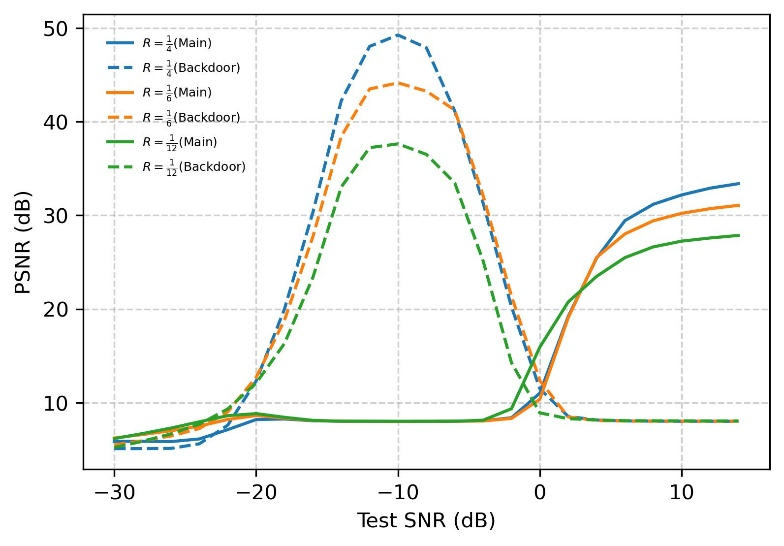 50
40
30
20
10
PSNR (dB)
R = 1/4 (Main)
R = 1/4 (Backdoor)
R = 1/6 (Main)
R = 1/6 (Backdoor)
R = 1/12 (Main)
R = 1/12 (Backdoor)
−30 −20 −10 0 10
Test SNR (dB)